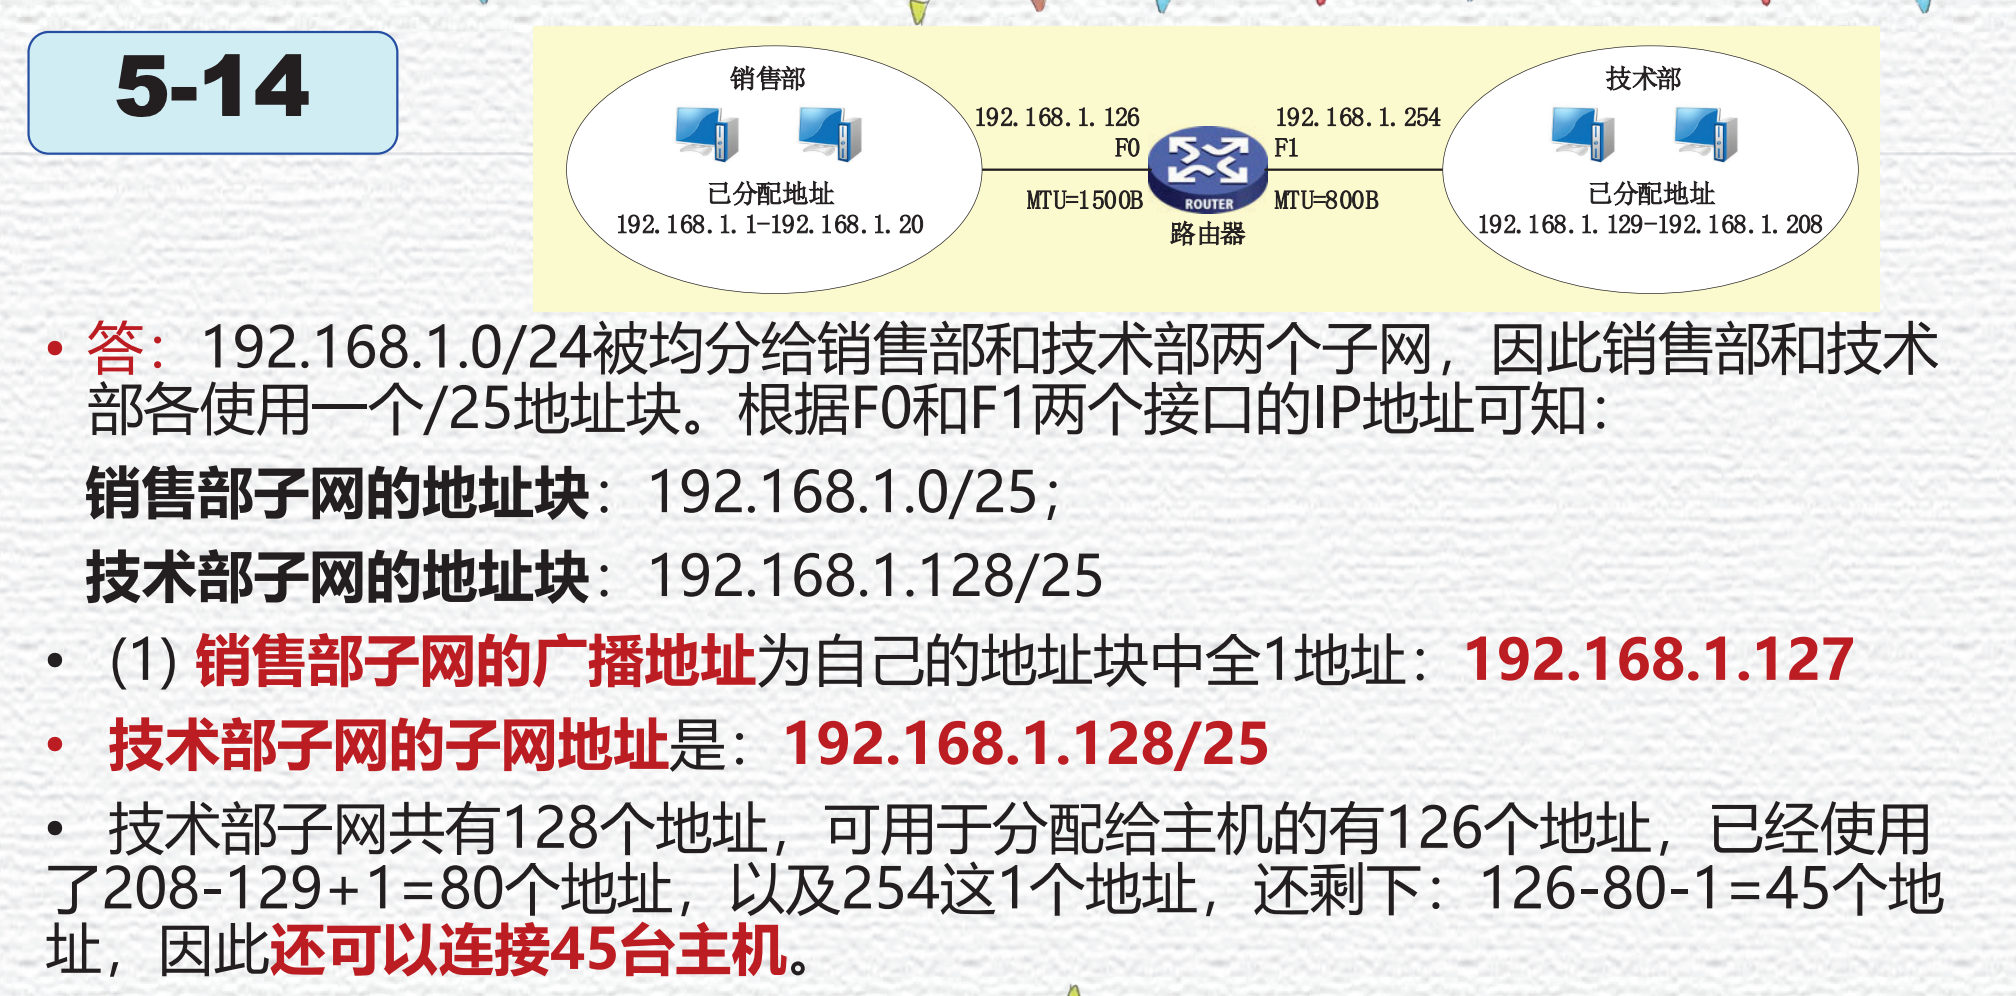 5-14
销售部
已分配地址
192.168.1.1-192.168.1.20
192.168.1.126
F0
MTU=1500B
ROUTER
路由器
192.168.1.254
F1
MTU=800B
技术部
已分配地址
192.168.1.129-192.168.1.208
• 答：192.168.1.0/24被均分给销售部和技术部两个子网，因此销售部和技术
部各使用一个/25地址块。根据F0和F1两个接口的IP地址可知：
销售部子网的地址块：192.168.1.0/25；
技术部子网的地址块：192.168.1.128/25
• (1) 销售部子网的广播地址为自己的地址块中全1地址：192.168.1.127
• 技术部子网的子网地址是：192.168.1.128/25
• 技术部子网共有128个地址，可用于分配给主机的有126个地址，已经使用
了208-129+1=80个地址，以及254这1个地址，还剩下：126-80-1=45个地
址，因此还可以连接45台主机。